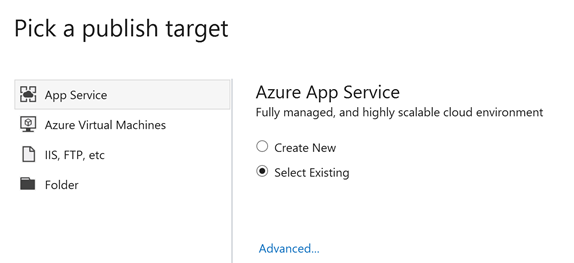 Pick a publish target
App Service
Azure Virtual Machines
IIS, FTP, etc
Folder
Azure App Service
Fully managed, and highly scalable cloud environment
Create New
Select Existing
Advanced...